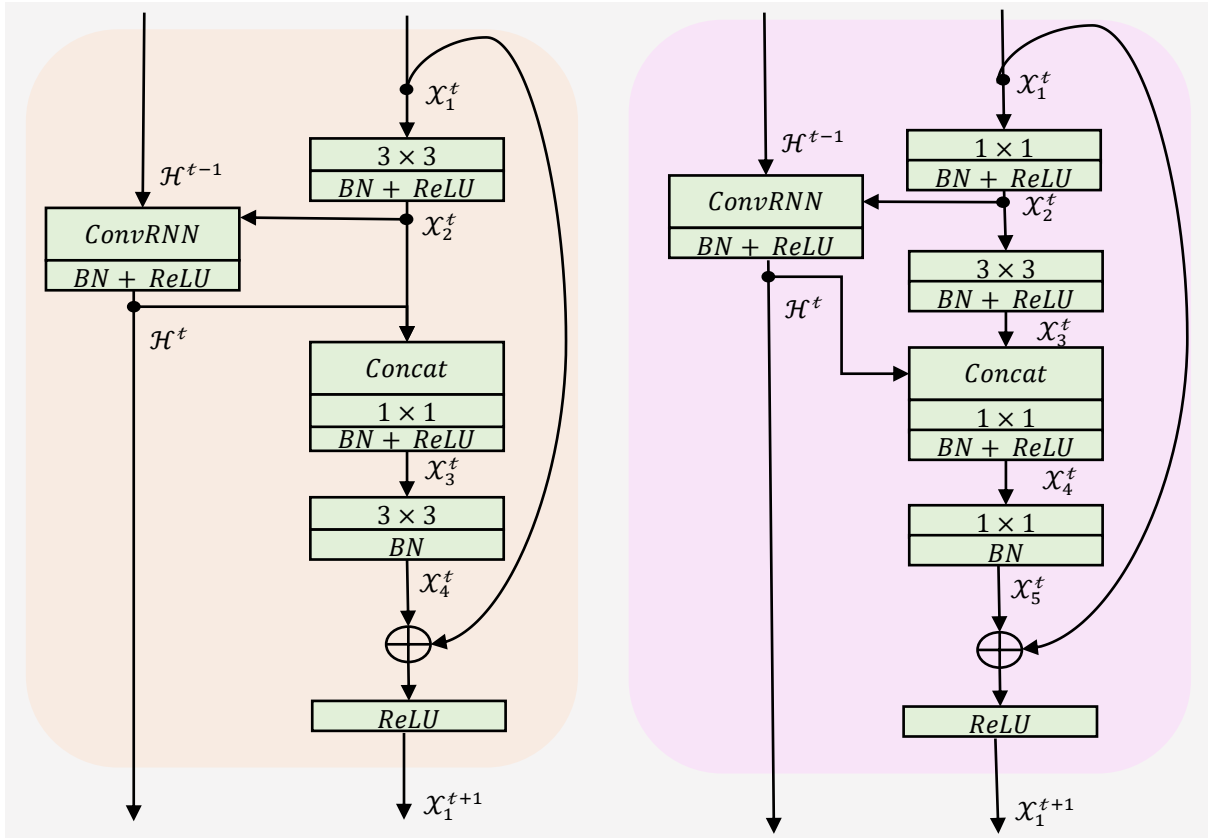 𝒳₁ᵗ
3 × 3
ℋᵗ⁻¹
BN + ReLU
ConvRNN
𝒳₂ᵗ
BN + ReLU
ℋᵗ
Concat
1 × 1
BN + ReLU
𝒳₃ᵗ
3 × 3
BN
𝒳₄ᵗ
ReLU
𝒳₁ᵗ⁺¹
𝒳₁ᵗ
ℋᵗ⁻¹
1 × 1
BN + ReLU
ConvRNN
𝒳₂ᵗ
BN + ReLU
3 × 3
BN + ReLU
ℋᵗ
𝒳₃ᵗ
Concat
1 × 1
BN + ReLU
𝒳₄ᵗ
1 × 1
BN
𝒳₅ᵗ
ReLU
𝒳₁ᵗ⁺¹